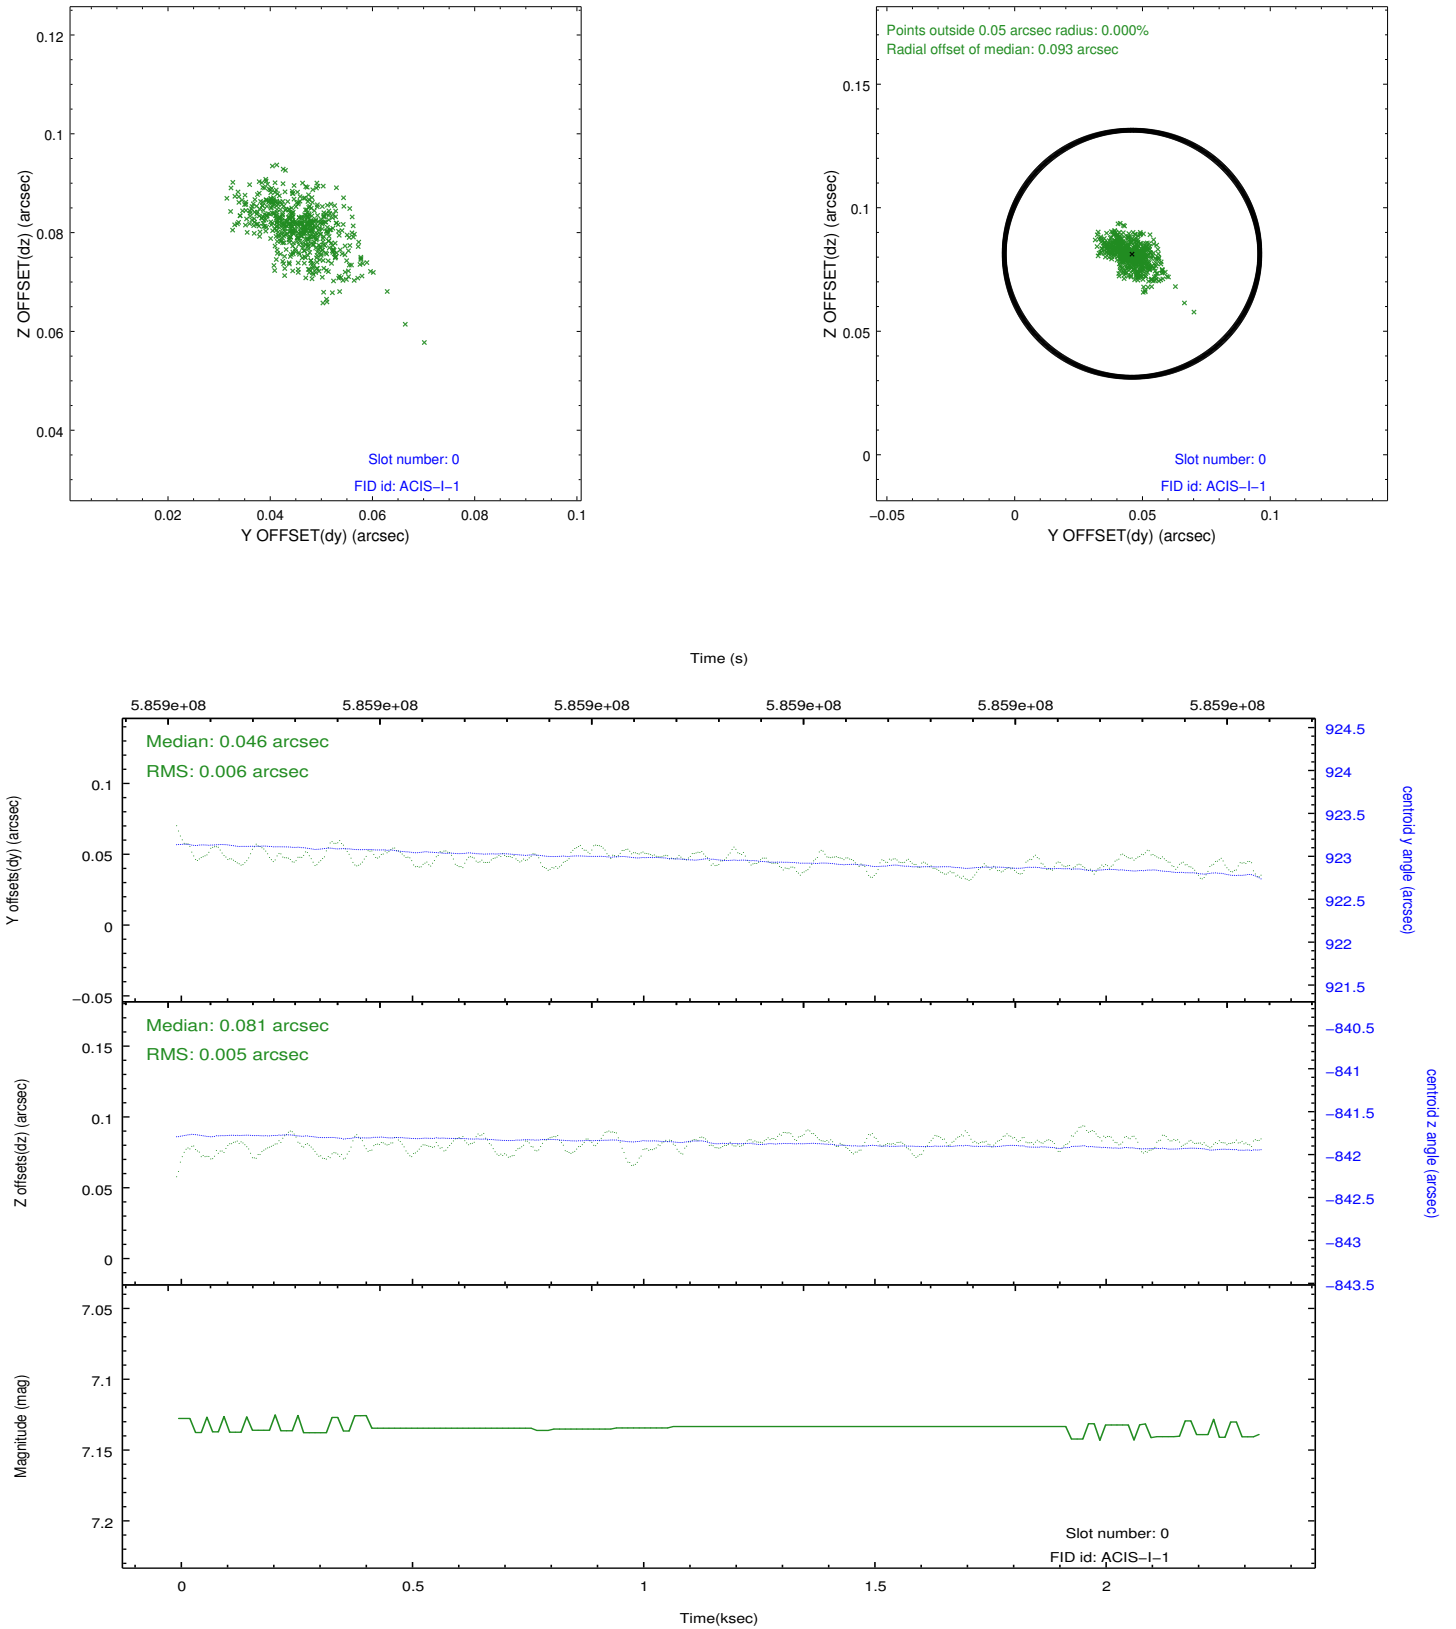 0.12
0.1
0.08
0.06
0.04
Z OFFSET(dz) (arcsec)
Slot number: 0
FID id: ACIS−I−1
0.02 0.04 0.06 0.08 0.1
Y OFFSET(dy) (arcsec)
Points outside 0.05 arcsec radius: 0.000%
Radial offset of median: 0.093 arcsec
0.15
0.1
0.05
0
Z OFFSET(dz) (arcsec)
Slot number: 0
FID id: ACIS−I−1
−0.05 0 0.05 0.1
Y OFFSET(dy) (arcsec)
Time (s)
5.859e+08 5.859e+08 5.859e+08 5.859e+08 5.859e+08 5.859e+08
Median: 0.046 arcsec
RMS: 0.006 arcsec
0.1
0.05
0
−0.05
Y offsets(dy) (arcsec)
924.5
924
923.5
923
922.5
922
921.5
centroid y angle (arcsec)
Median: 0.081 arcsec
RMS: 0.005 arcsec
0.15
0.1
0.05
0
Z offsets(dz) (arcsec)
−840.5
−841
−841.5
−842
−842.5
−843
−843.5
centroid z angle (arcsec)
7.05
7.1
7.15
7.2
Magnitude (mag)
Slot number: 0
FID id: ACIS−I−1
0 0.5 1 1.5 2
Time(ksec)